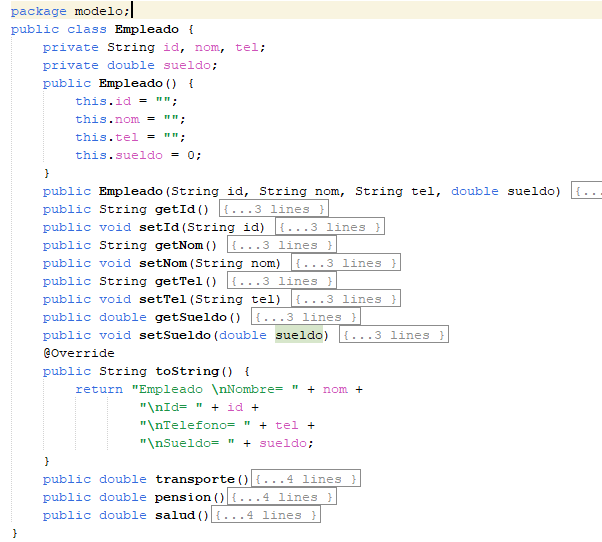 package modelo;
public class Empleado {
    private String id, nom, tel;
    private double sueldo;
    public Empleado() {
        this.id = "";
        this.nom = "";
        this.tel = "";
        this.sueldo = 0;
    }
    public Empleado(String id, String nom, String tel, double sueldo) {...
    public String getId() {...3 lines }
    public void setId(String id) {...3 lines }
    public String getNom() {...3 lines }
    public void setNom(String nom) {...3 lines }
    public String getTel() {...3 lines }
    public void setTel(String tel) {...3 lines }
    public double getSueldo() {...3 lines }
    public void setSueldo(double sueldo) {...3 lines }
    @Override
    public String toString() {
        return "Empleado \nNombre= " + nom +
                "\nId= " + id +
                "\nTelefono= " + tel +
                "\nSueldo= " + sueldo;
    }
    public double transporte(){...4 lines }
    public double pension(){...4 lines }
    public double salud(){...4 lines }
}